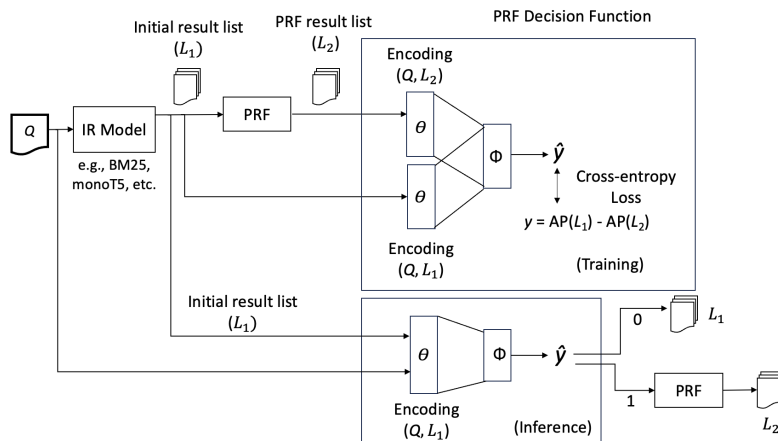 PRF Decision Function
Initial result list
(L₁)
PRF result list
(L₂)
Encoding
(Q, L₂)
Q
IR Model
e.g., BM25,
monoT5, etc.
PRF
θ
Φ
ŷ
θ
Cross-entropy
Loss
y = AP(L₁) - AP(L₂)
Encoding
(Q, L₁)
(Training)
Initial result list
(L₁)
θ
Φ
ŷ
0
L₁
1
PRF
L₂
Encoding
(Q, L₁)
(Inference)